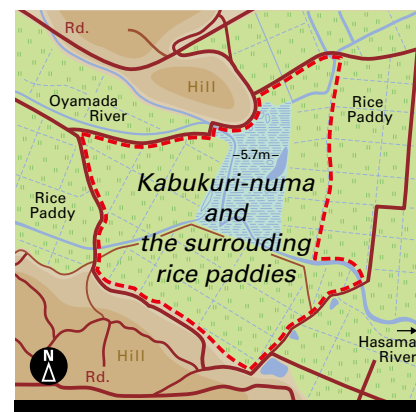 Rd.
Hill
Oyamada
River
Rice
Paddy
–5.7m–
Rice
Paddy
Kabukuri-numa
and
the surrouding
rice paddies
Hasama
River
Hill
N
Rd.